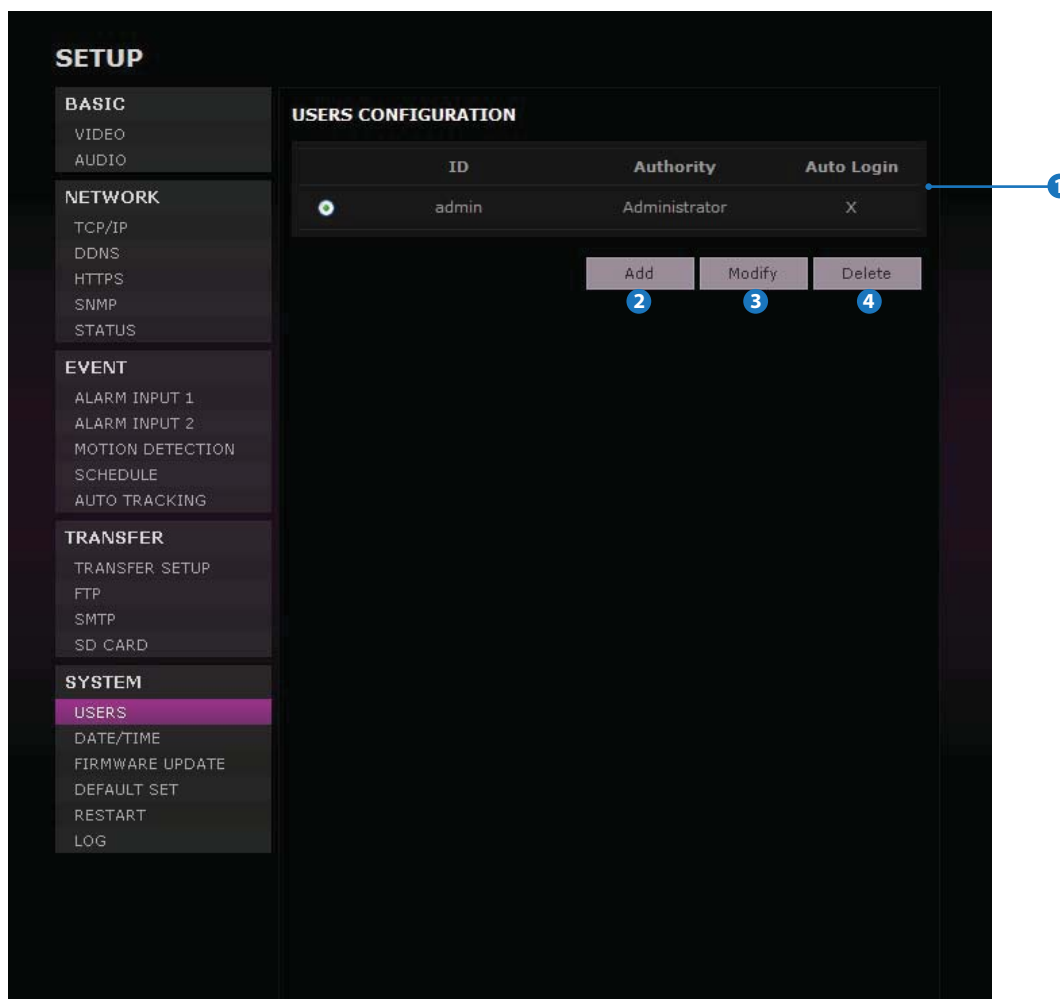 SETUP
BASIC
VIDEO
AUDIO
NETWORK
TCP/IP
DDNS
HTTPS
SNMP
STATUS
EVENT
ALARM INPUT 1
ALARM INPUT 2
MOTION DETECTION
SCHEDULE
AUTO TRACKING
TRANSFER
TRANSFER SETUP
FTP
SMTP
SD CARD
SYSTEM
USERS
DATE/TIME
FIRMWARE UPDATE
DEFAULT SET
RESTART
LOG
USERS CONFIGURATION
ID Authority Auto Login
admin Administrator X
1
Add Modify Delete
2 3 4